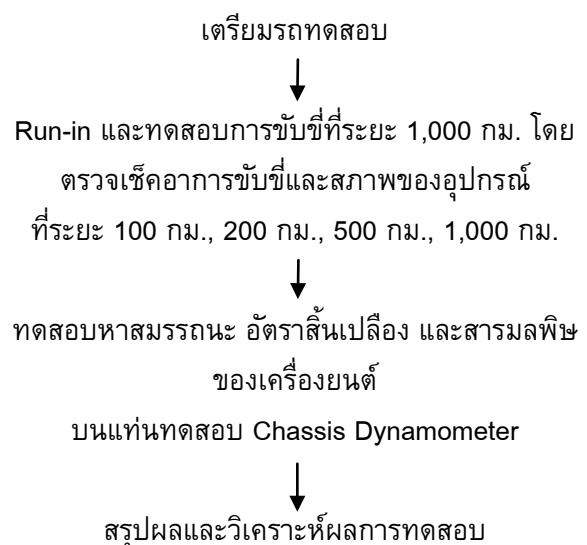 เตรียมรถทดสอบ
Run-in และทดสอบการขับขี่ที่ระยะ 1,000 กม. โดย
ตรวจเช็คอาการขับขี่และสภาพของอุปกรณ์
ที่ระยะ 100 กม., 200 กม., 500 กม., 1,000 กม.
ทดสอบหาสมรรถนะ อัตราสิ้นเปลือง และสารมลพิษ
ของเครื่องยนต์
บนแท่นทดสอบ Chassis Dynamometer
สรุปผลและวิเคราะห์ผลการทดสอบ